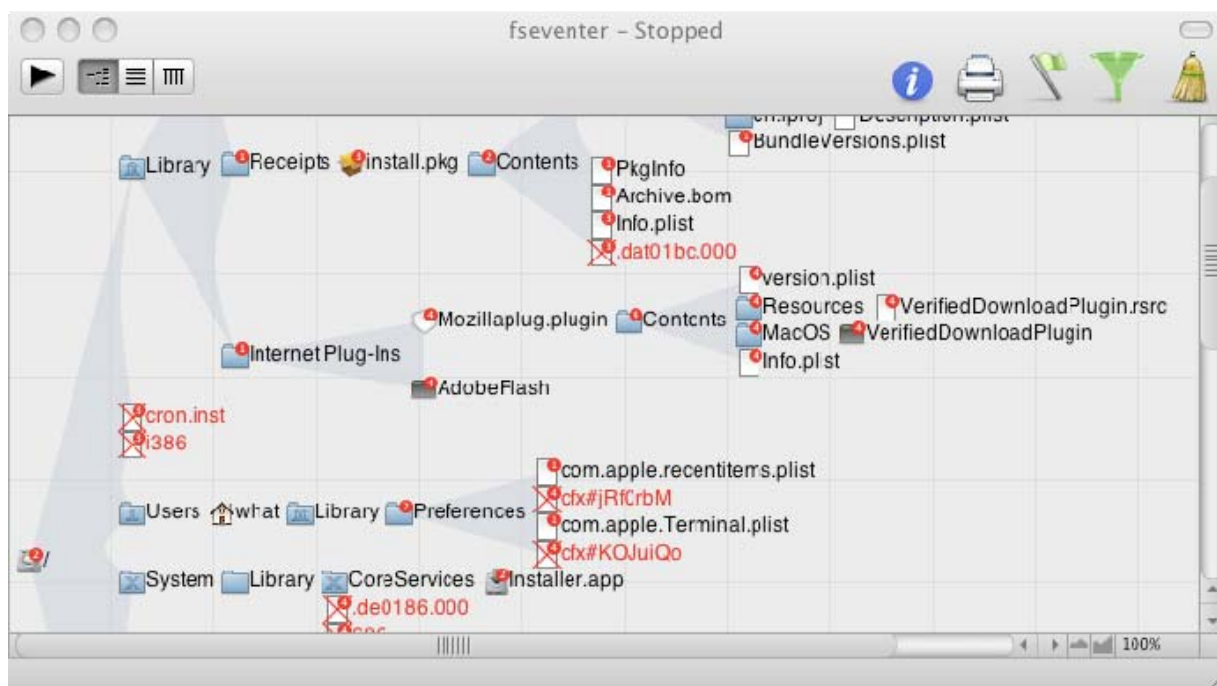 fseventer – Stopped
Description.plist
BundleVersions.plist
Library Receipts install.pkg Contents PkgInfo
Archive.bom
Info.plist
.dat01bc.000
version.plist
Resources VerifiedDownloadPlugin.rsrc
Mozillaplug.plugin Contents
MacOS VerifiedDownloadPlugin
Internet Plug-Ins
Info.plist
AdobeFlash
cron.inst
i386
com.apple.recentitems.plist
cfx#jRf0rbM
Users what Library Preferences
com.apple.Terminal.plist
cfx#KOJuiQo
/
System Library CoreServices Installer.app
.de0186.000
100%